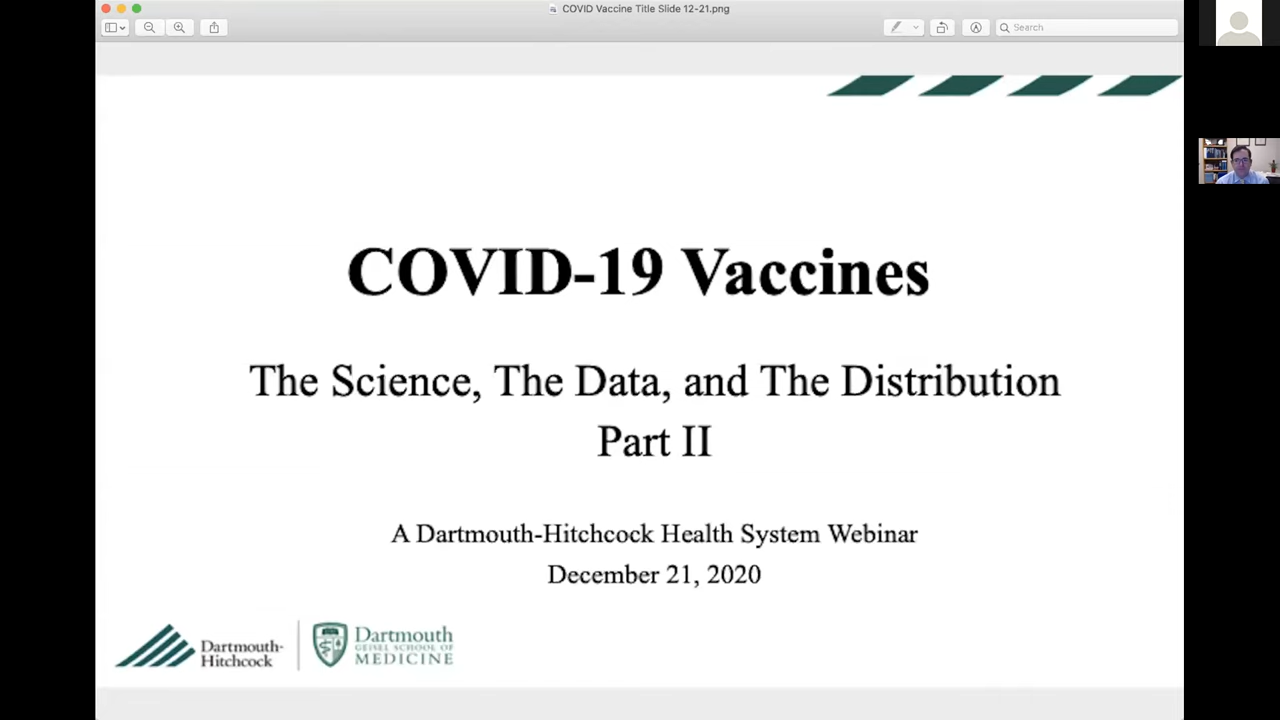 COVID Vaccine Title Slide 12-21.png
Search
COVID-19 Vaccines
The Science, The Data, and The Distribution
Part II
A Dartmouth-Hitchcock Health System Webinar
December 21, 2020
Dartmouth-
Hitchcock
Dartmouth
GEISEL SCHOOL OF
MEDICINE